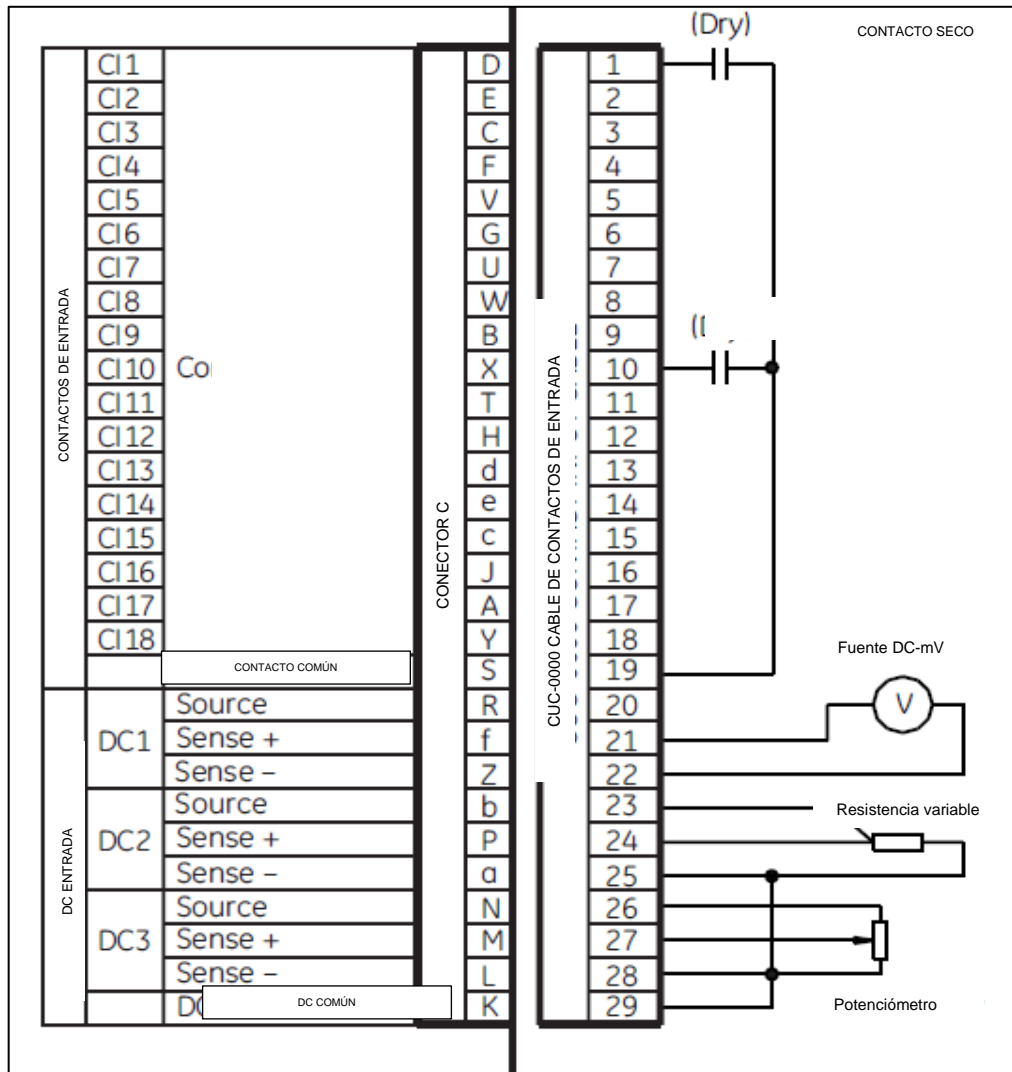 (Dry)
CONTACTO SECO
CI1 D 1
CI2 E 2
CI3 C 3
CI4 F 4
CI5 V 5
CI6 G 6
CI7 U 7
CI8 W 8
CI9 B 9
CI10 X 10
CI11 T 11
CI12 H 12
CI13 d 13
CI14 e 14
CI15 c 15
CI16 J 16
CI17 A 17
CI18 Y 18
CONTACTO COMÚN S 19
CONTACTOS DE ENTRADA
CONECTOR C
CUC-0000 CABLE DE CONTACTOS DE ENTRADA
Fuente DC-mV
V
DC ENTRADA
Source R 20
DC1 Sense + f 21
Sense – Z 22
Source b 23
Resistencia variable
DC2 Sense + P 24
Sense – a 25
Source N 26
DC3 Sense + M 27
Sense – L 28
DC COMÚN K 29
Potenciómetro